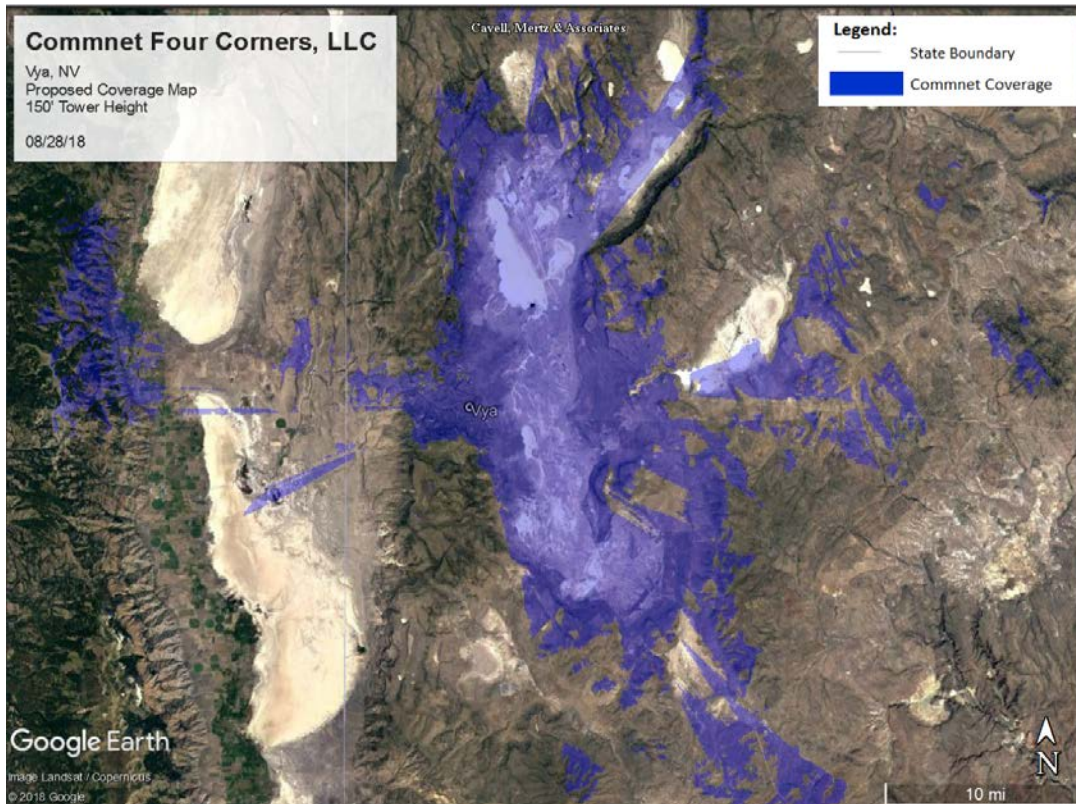 Commnet Four Corners, LLC
Vya, NV
Proposed Coverage Map
150' Tower Height
08/28/18
Cavell, Mertz & Associates
Legend:
State Boundary
Commnet Coverage
Vya
Google Earth
Image Landsat / Copernicus
© 2018 Google
N
10 mi